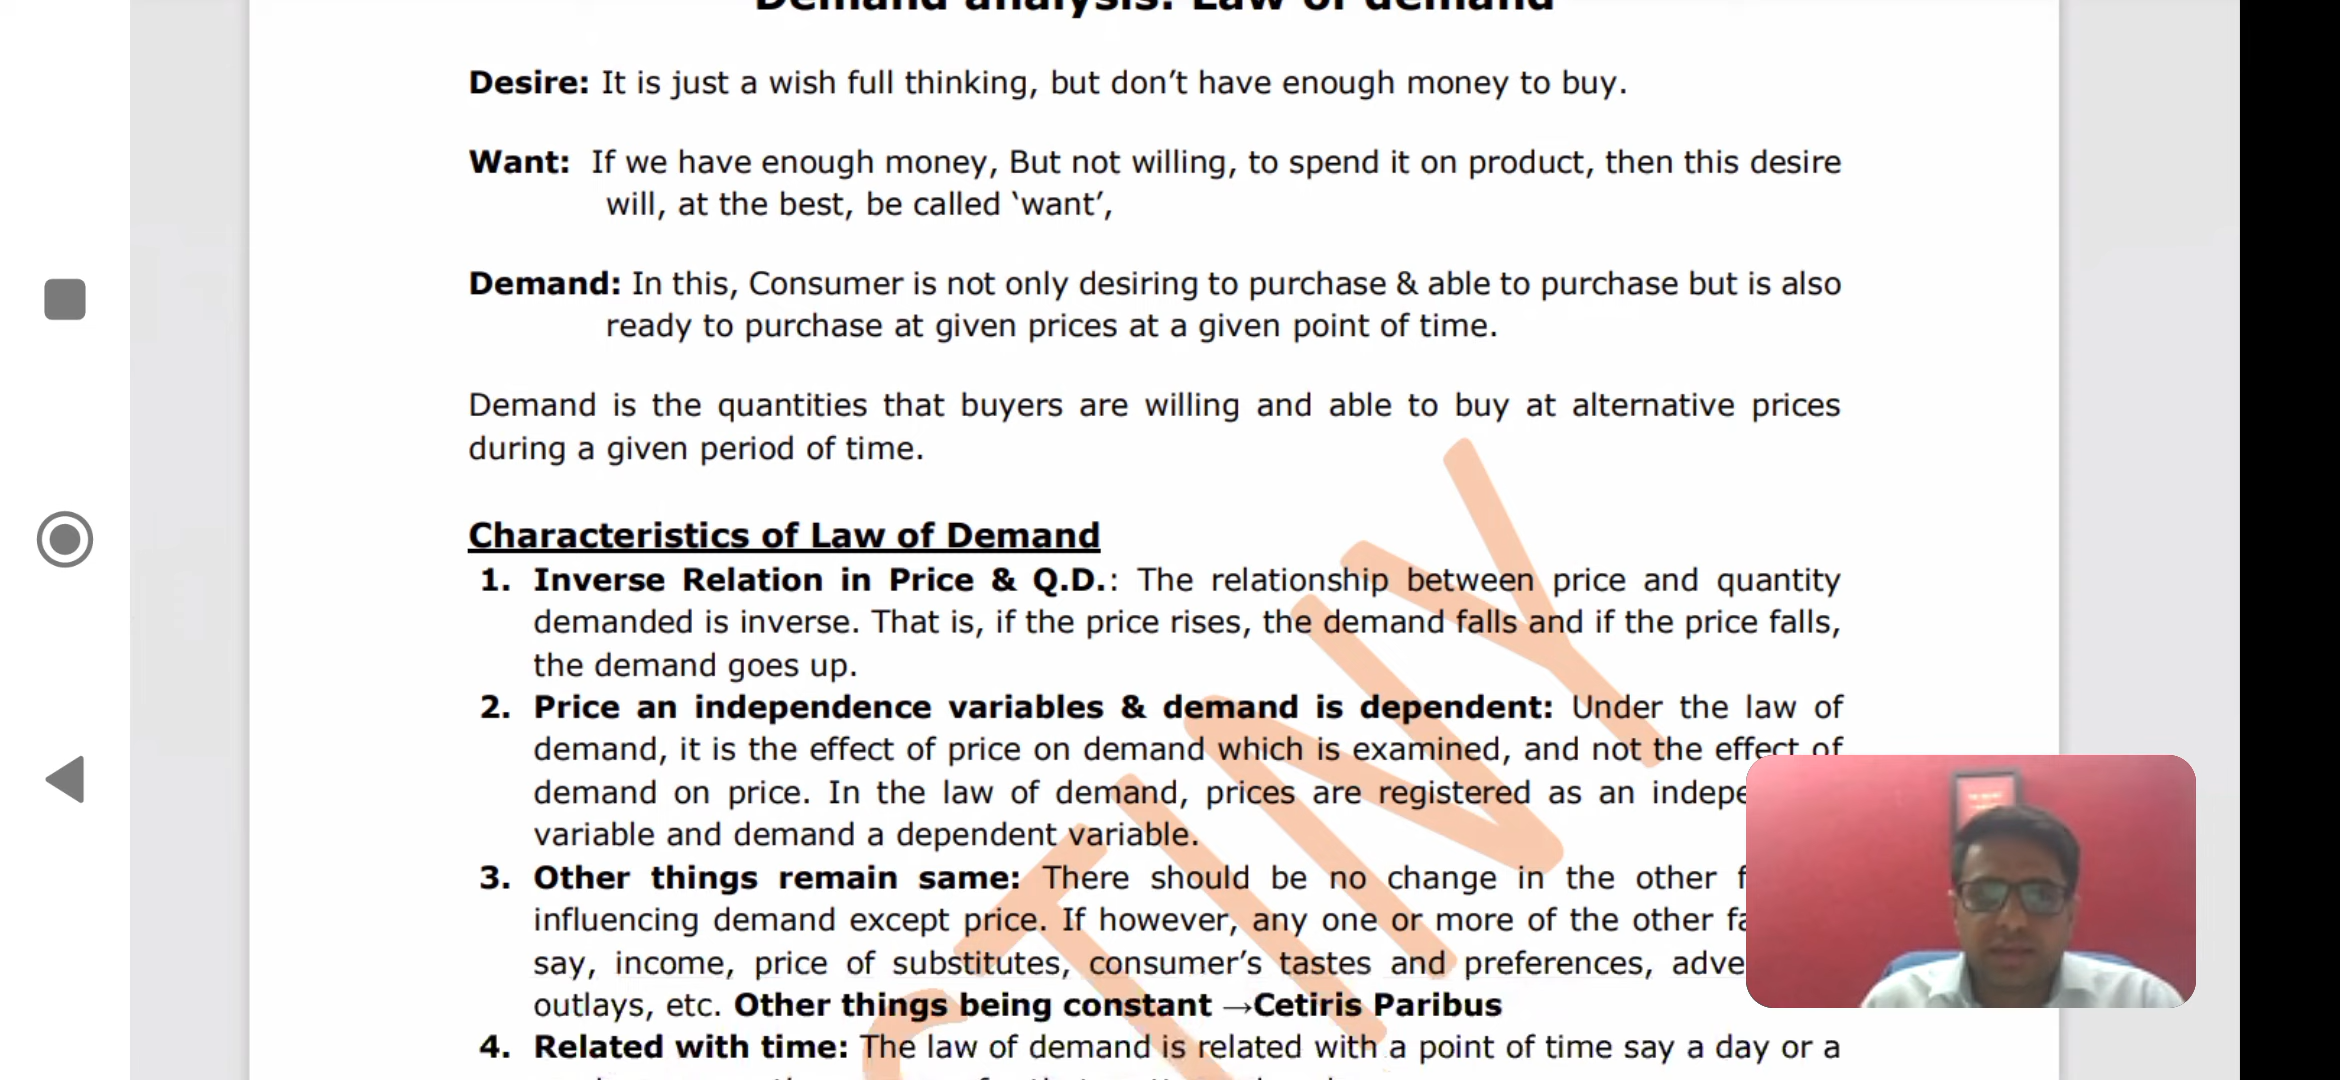 Demand analysis: Law of demand
Desire: It is just a wish full thinking, but don’t have enough money to buy.
Want: If we have enough money, But not willing, to spend it on product, then this desire
will, at the best, be called ‘want’,
Demand: In this, Consumer is not only desiring to purchase & able to purchase but is also
ready to purchase at given prices at a given point of time.
Demand is the quantities that buyers are willing and able to buy at alternative prices
during a given period of time.
Characteristics of Law of Demand
1. Inverse Relation in Price & Q.D.: The relationship between price and quantity
demanded is inverse. That is, if the price rises, the demand falls and if the price falls,
the demand goes up.
2. Price an independence variables & demand is dependent: Under the law of
demand, it is the effect of price on demand which is examined, and not the effect of
demand on price. In the law of demand, prices are registered as an indepe
variable and demand a dependent variable.
3. Other things remain same: There should be no change in the other f
influencing demand except price. If however, any one or more of the other fa
say, income, price of substitutes, consumer’s tastes and preferences, adve
outlays, etc. Other things being constant →Cetiris Paribus
4. Related with time: The law of demand is related with a point of time say a day or a
STINY